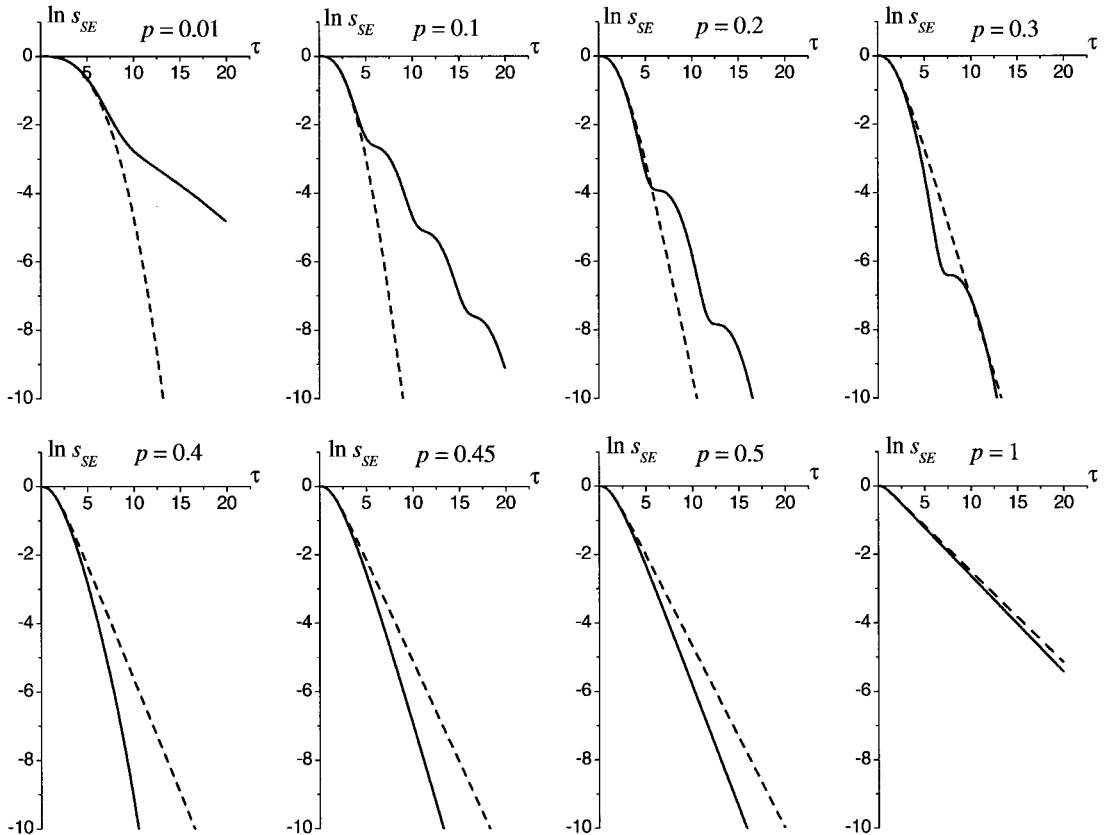 ln s_SE p = 0.01 τ
0 5 10 15 20
-2
-4
-6
-8
-10
ln s_SE p = 0.1 τ
0 5 10 15 20
-2
-4
-6
-8
-10
ln s_SE p = 0.2 τ
0 5 10 15 20
-2
-4
-6
-8
-10
ln s_SE p = 0.3 τ
0 5 10 15 20
-2
-4
-6
-8
-10
ln s_SE p = 0.4 τ
0 5 10 15 20
-2
-4
-6
-8
-10
ln s_SE p = 0.45 τ
0 5 10 15 20
-2
-4
-6
-8
-10
ln s_SE p = 0.5 τ
0 5 10 15 20
-2
-4
-6
-8
-10
ln s_SE p = 1 τ
0 5 10 15 20
-2
-4
-6
-8
-10